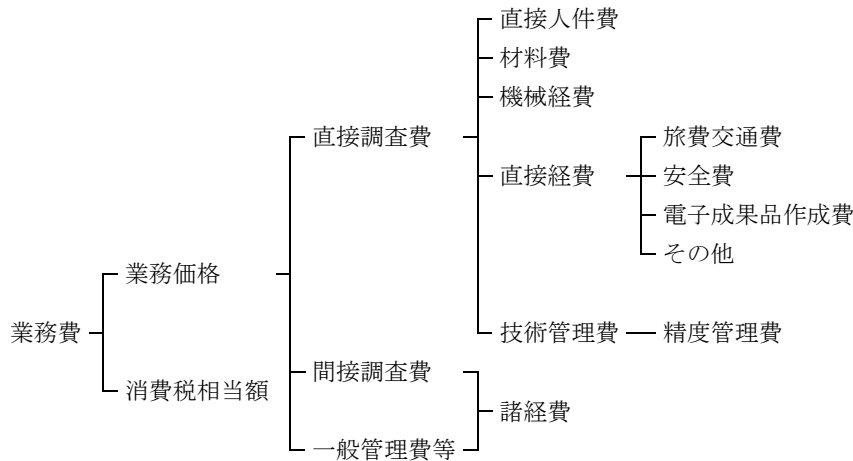 直接人件費
材料費
機械経費
直接調査費
旅費交通費
直接経費
安全費
電子成果品作成費
その他
業務価格
業務費
技術管理費
精度管理費
間接調査費
消費税相当額
諸経費
一般管理費等